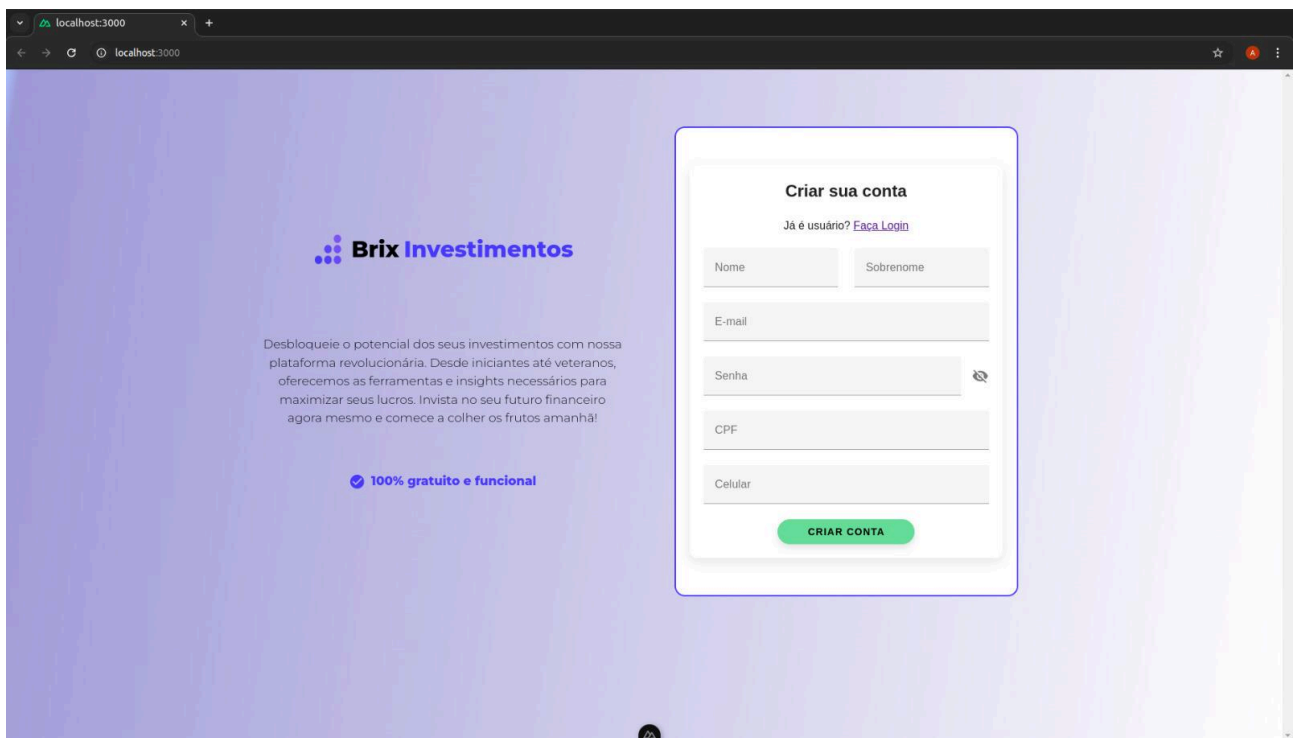 localhost:3000
localhost:3000
A
Brix Investimentos
Desbloqueie o potencial dos seus investimentos com nossa
plataforma revolucionária. Desde iniciantes até veteranos,
oferecemos as ferramentas e insights necessários para
maximizar seus lucros. Invista no seu futuro financeiro
agora mesmo e comece a colher os frutos amanhã!
100% gratuito e funcional
Criar sua conta
Já é usuário? Faça Login
Nome Sobrenome
E-mail
Senha
CPF
Celular
CRIAR CONTA